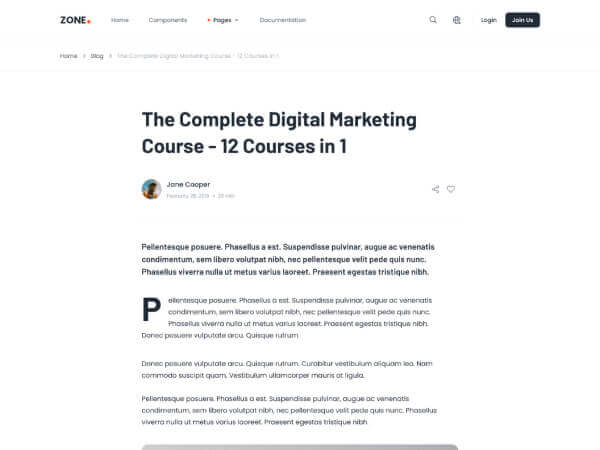 ZONE.
Home
Components
Pages
Documentation
Login
Join Us
Home > Blog > The Complete Digital Marketing Course - 12 Courses in 1
The Complete Digital Marketing
Course - 12 Courses in 1
Jane Cooper
Pellentesque posuere. Phasellus a est. Suspendisse pulvinar, augue ac venenatis
condimentum, sem libero volutpat nibh, nec pellentesque velit pede quis nunc.
Phasellus viverra nulla ut metus varius laoreet. Praesent egestas tristique nibh.
Pellentesque posuere. Phasellus a est. Suspendisse pulvinar, augue ac venenatis
condimentum, sem libero volutpat nibh, nec pellentesque velit pede quis nunc.
Phasellus viverra nulla ut metus varius laoreet. Praesent egestas tristique nibh.
Donec posuere vulputate arcu. Quisque rutrum.
Donec posuere vulputate arcu. Quisque rutrum. Curabitur vestibulum aliquam leo. Nam
commodo suscipit quam. Vestibulum ullamcorper mauris at ligula.
Pellentesque posuere. Phasellus a est. Suspendisse pulvinar, augue ac venenatis
condimentum, sem libero volutpat nibh, nec pellentesque velit pede quis nunc. Phasellus
viverra nulla ut metus varius laoreet. Praesent egestas tristique nibh.